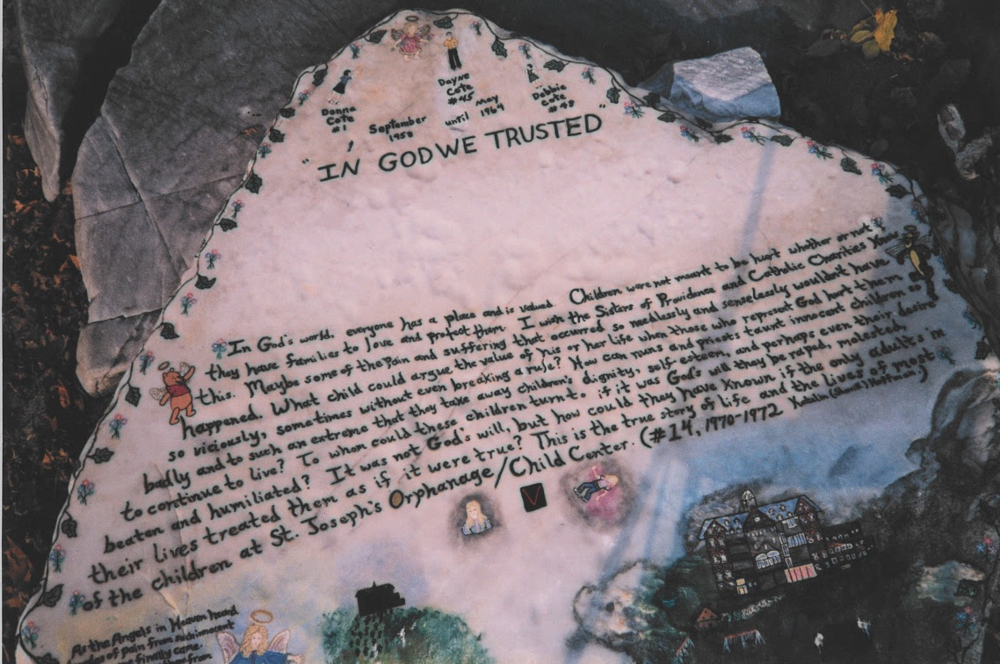 Donna
Cote
#1
Dayne
Cote
#45
Debbie
Cote
#48
September
1958
until
May
1964
"IN GOD WE TRUSTED"
In God's world, everyone has a place and is valued. Children were not meant to be hurt whether or not
they have families to love and protect them. I wish the Sisters of Providence and Catholic Charities knew
this. Maybe some of the pain and suffering that occurred so needlessly and senselessly wouldn't have
happened. What child could argue the value of his or her life when those who represent God hurt them
so viciously, sometimes without even breaking a rule? How can nuns and priests taunt innocent children so
badly and to such an extreme that they take away children's dignity, self-esteem, and perhaps even their desire
to continue to live? To whom could these children turn to if it was God's will they be raped, molested
beaten and humiliated? It was not God's will, but how could they have known if the only adults in
their lives treated them as if it were true? This is the true story of life and the lives of most
of the children at St. Joseph's Orphanage/Child Center. (#14, 1970-1972 Hoffman.)
V
As the Angels in Heaven heard
of pain from such innocent
finally came.
from